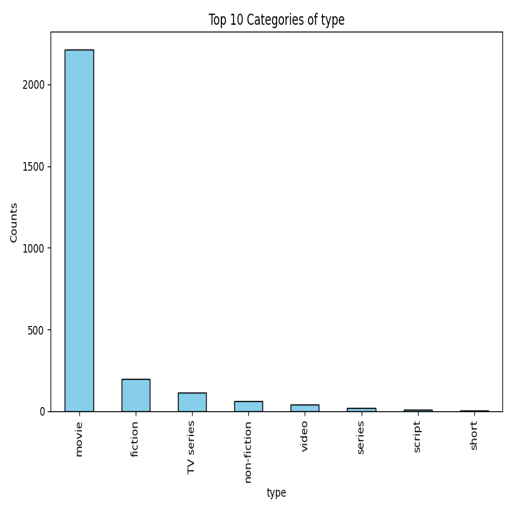 Top 10 Categories of type
Counts
2000
1500
1000
500
0
movie
fiction
TV series
non-fiction
video
series
script
short
type